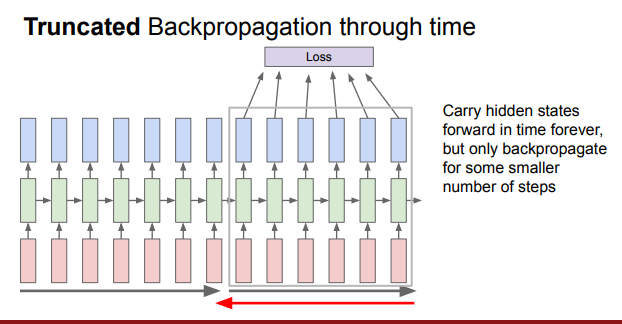 Truncated Backpropagation through time
Loss
Carry hidden states
forward in time forever,
but only backpropagate
for some smaller
number of steps